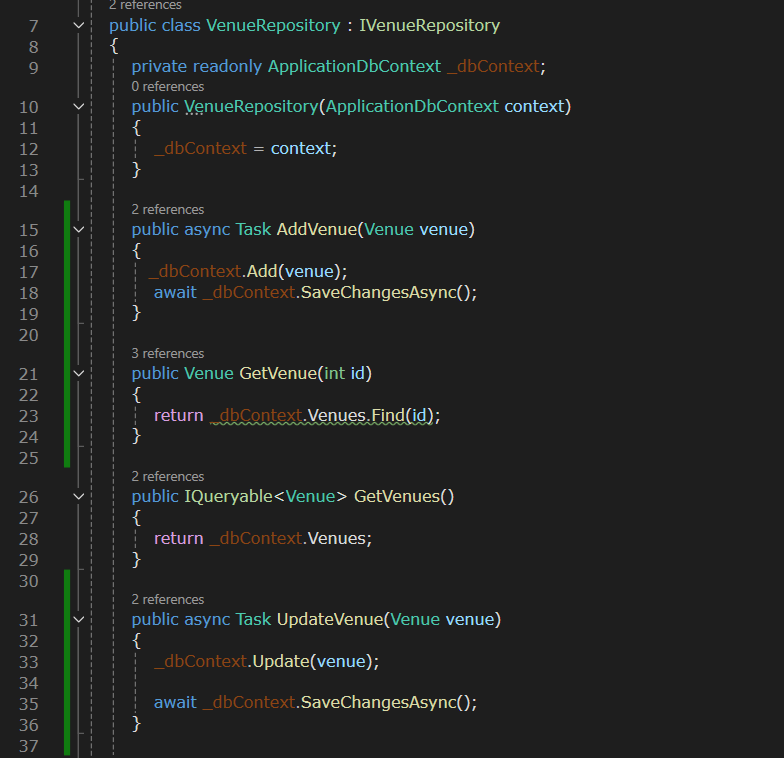 2 references
7 public class VenueRepository : IVenueRepository
8 {
9 private readonly ApplicationDbContext _dbContext;
0 references
10 public VenueRepository(ApplicationDbContext context)
11 {
12 _dbContext = context;
13 }
14
2 references
15 public async Task AddVenue(Venue venue)
16 {
17 _dbContext.Add(venue);
18 await _dbContext.SaveChangesAsync();
19 }
20
3 references
21 public Venue GetVenue(int id)
22 {
23 return _dbContext.Venues.Find(id);
24 }
25
2 references
26 public IQueryable<Venue> GetVenues()
27 {
28 return _dbContext.Venues;
29 }
30
2 references
31 public async Task UpdateVenue(Venue venue)
32 {
33 _dbContext.Update(venue);
34
35 await _dbContext.SaveChangesAsync();
36 }
37